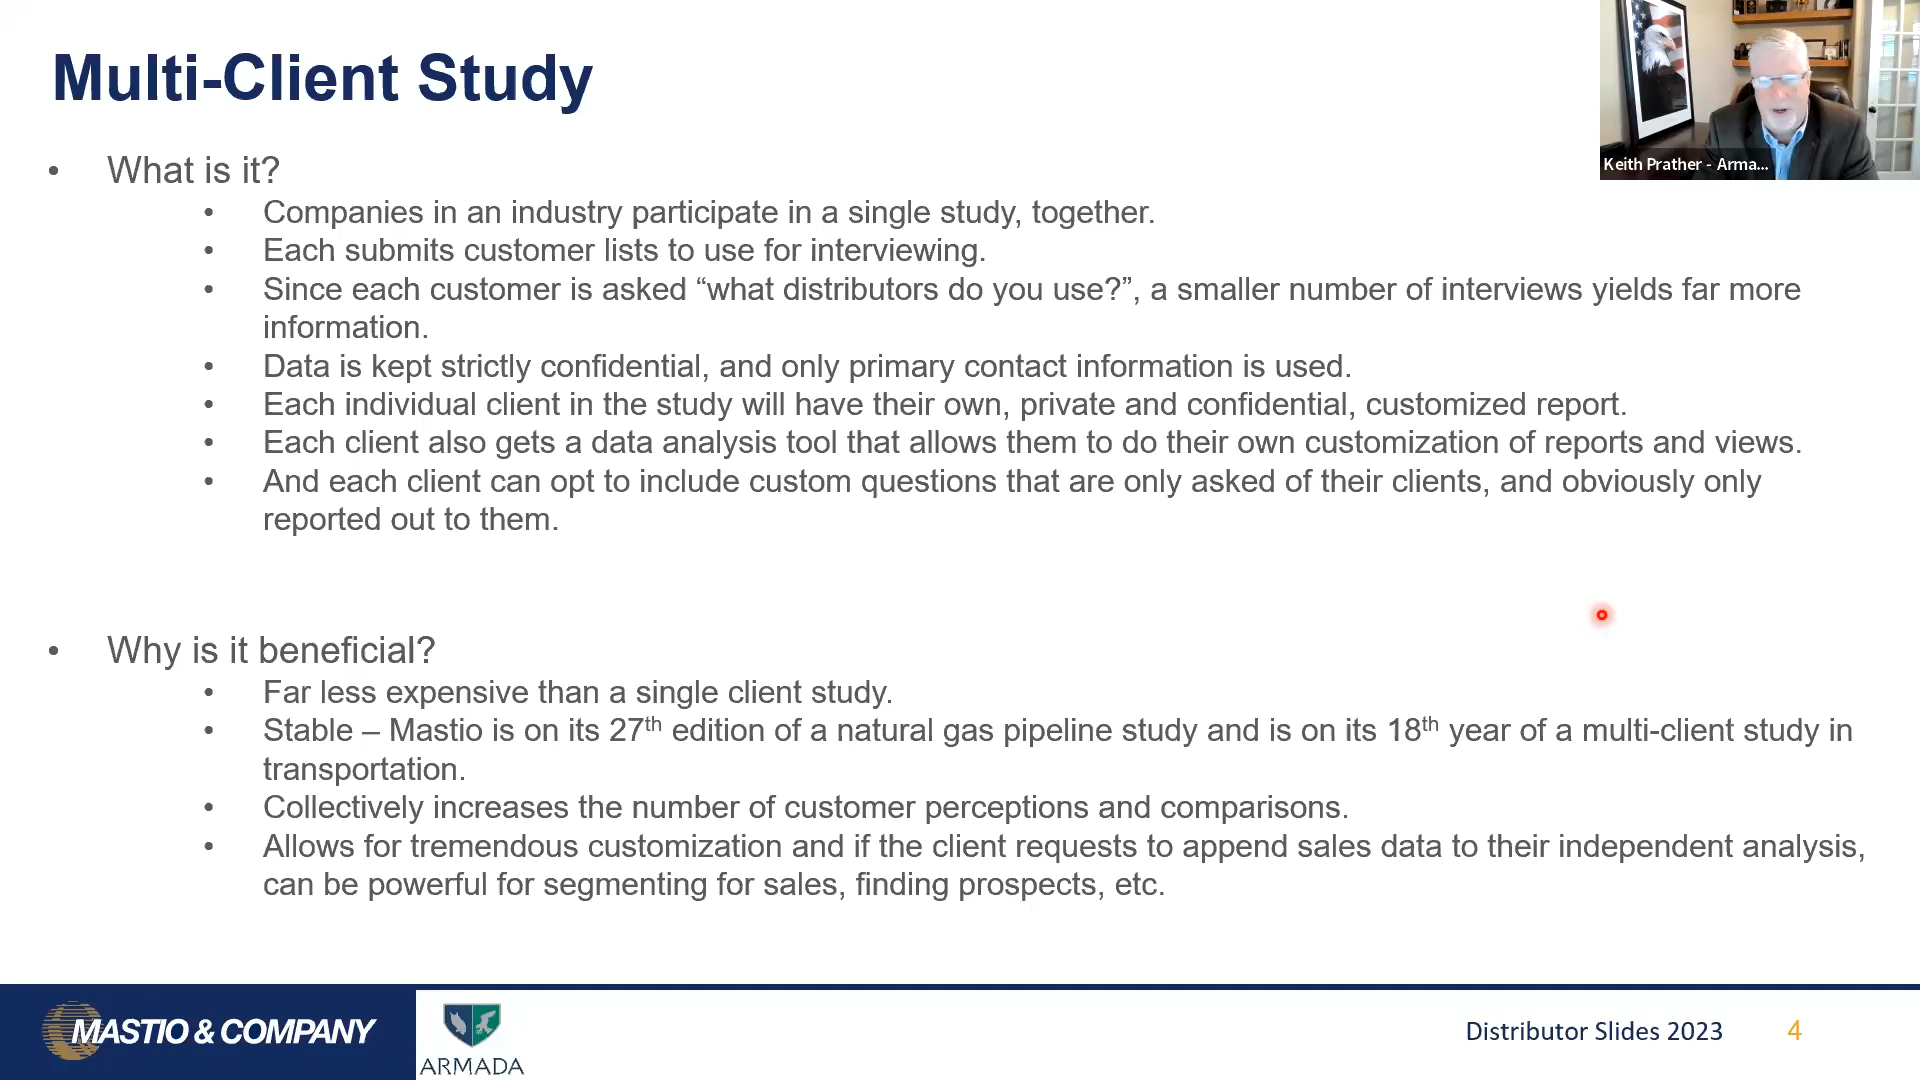 Multi-Client Study
Keith Prather - Arma...
• What is it?
• Companies in an industry participate in a single study, together.
• Each submits customer lists to use for interviewing.
• Since each customer is asked “what distributors do you use?”, a smaller number of interviews yields far more
information.
• Data is kept strictly confidential, and only primary contact information is used.
• Each individual client in the study will have their own, private and confidential, customized report.
• Each client also gets a data analysis tool that allows them to do their own customization of reports and views.
• And each client can opt to include custom questions that are only asked of their clients, and obviously only
reported out to them.
• Why is it beneficial?
• Far less expensive than a single client study.
• Stable – Mastio is on its 27th edition of a natural gas pipeline study and is on its 18th year of a multi-client study in
transportation.
• Collectively increases the number of customer perceptions and comparisons.
• Allows for tremendous customization and if the client requests to append sales data to their independent analysis,
can be powerful for segmenting for sales, finding prospects, etc.
MASTIO & COMPANY
ARMADA
Distributor Slides 2023
4